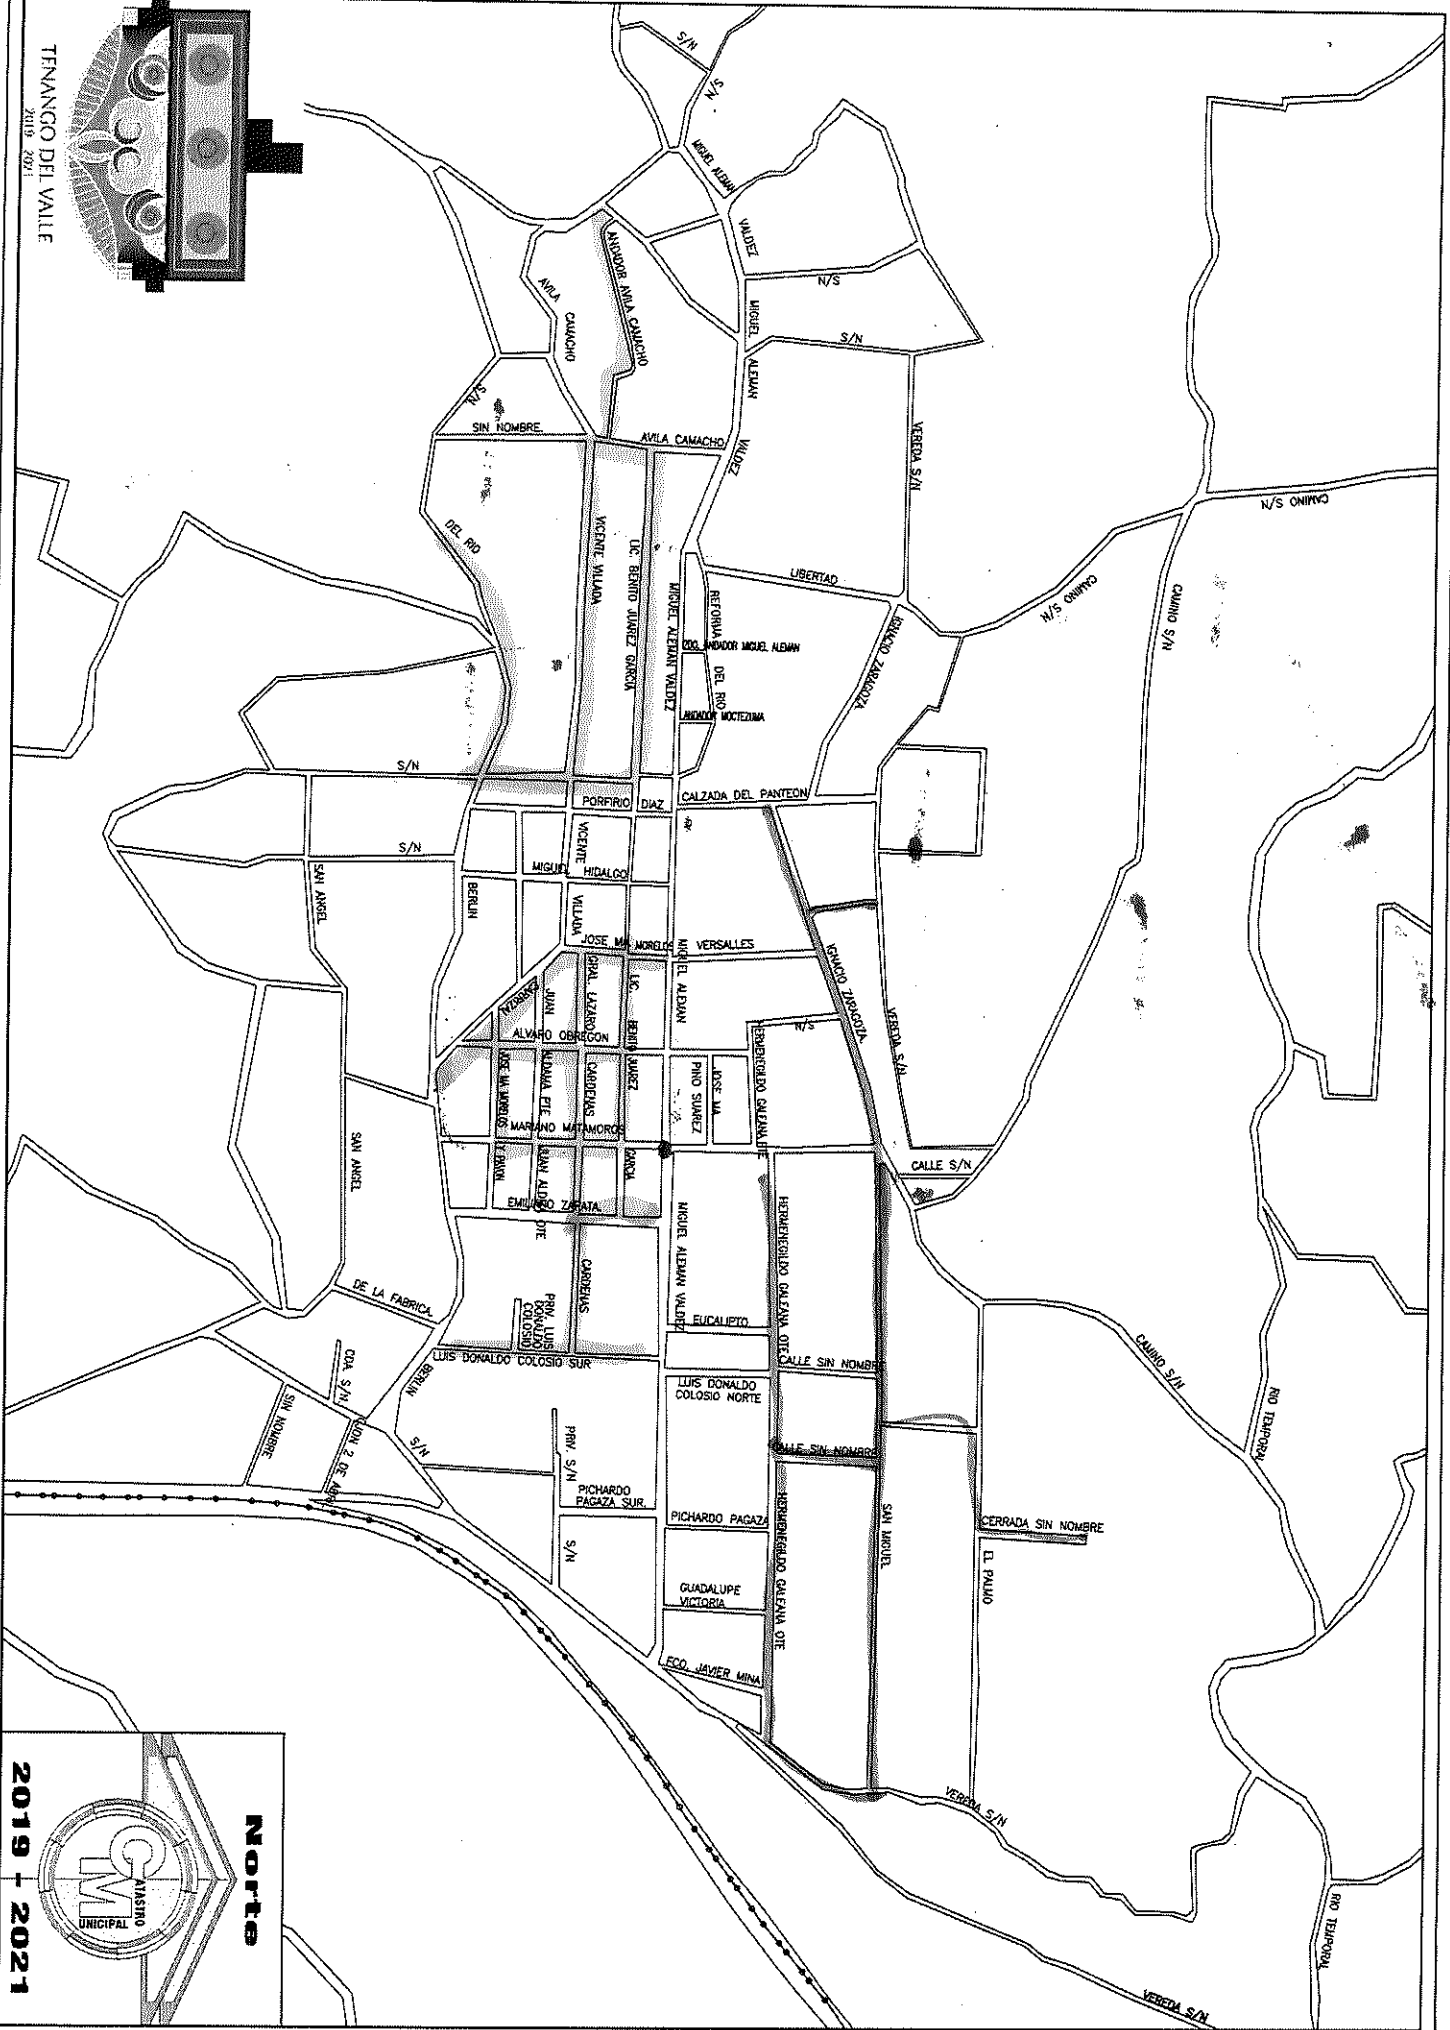 TENANGO DEL VALLE
2019 2021
S/N
S/N
MIGUEL ALEMAN
VALDEZ
N/S
MIGUEL
ALEMAN
VALDEZ
S/N
VEREDA S/N
ANDADOR AVILA CAMACHO
AVILA
CAMACHO
S/N
SIN NOMBRE.
AVILA CAMACHO
CAMINO S/N
CAMINO S/N
CAMINO S/N
LIBERTAD
IGNACIO ZARAGOZA
DEL RIO
VICENTE VILLADA
LIC. BENITO JUAREZ GARCIA
MIGUEL ALEMAN VALDEZ
REFORMA
2DO. ANDADOR MIGUEL ALEMAN
DEL RIO
ANDADOR MOCTEZUMA
S/N
PORFIRIO DIAZ
CALZADA DEL PANTEON
S/N
SAN ANGEL
BERLIN
VICENTE
VILLADA
MIGUEL HIDALGO
JOSE MA. MORELOS
VERSALLES
IGNACIO ZARAGOZA.
VEREDA S/N
MIGUEL ALEMAN
LIC.
BENITO JUAREZ
GARCIA
GRAL. LAZARO
CARDENAS
JUAN
ALDAMA PTE
ALVARO OBREGON
JOSE MA MORELOS
Y PAVON
MARIANO MATAMOROS
JUAN ALDAMA OTE
EMILIANO ZAPATA.
N/S
HERMENEGILDO GALEANA PTE
JOSE MA.
PINO SUAREZ
CALLE S/N
SAN ANGEL
DE LA FABRICA.
CDA. S/N
SIN NOMBRE
BERLIN
S/N
CARDENAS
PRIV. LUIS
DONALDO
COLOSIO
LUIS DONALDO COLOSIO SUR
MIGUEL ALEMAN VALDEZ
EUCALIPTO
HERMENEGILDO GALEANA OTE
CALLE SIN NOMBRE
LUIS DONALDO
COLOSIO NORTE
CALLE SIN NOMBRE
PRIV. S/N
PICHARDO
PAGAZA SUR.
S/N
PICHARDO PAGAZA
HERMENEGILDO GALEANA OTE
GUADALUPE
VICTORIA
FCO. JAVIER MINA
SAN MIGUEL
CERRADA SIN NOMBRE
EL PALMO
CAMINO S/N
RIO TEMPORAL
VEREDA S/N
RIO TEMPORAL
VEREDA S/N
Norte
CATASTRO
MUNICIPAL
2019 - 2021